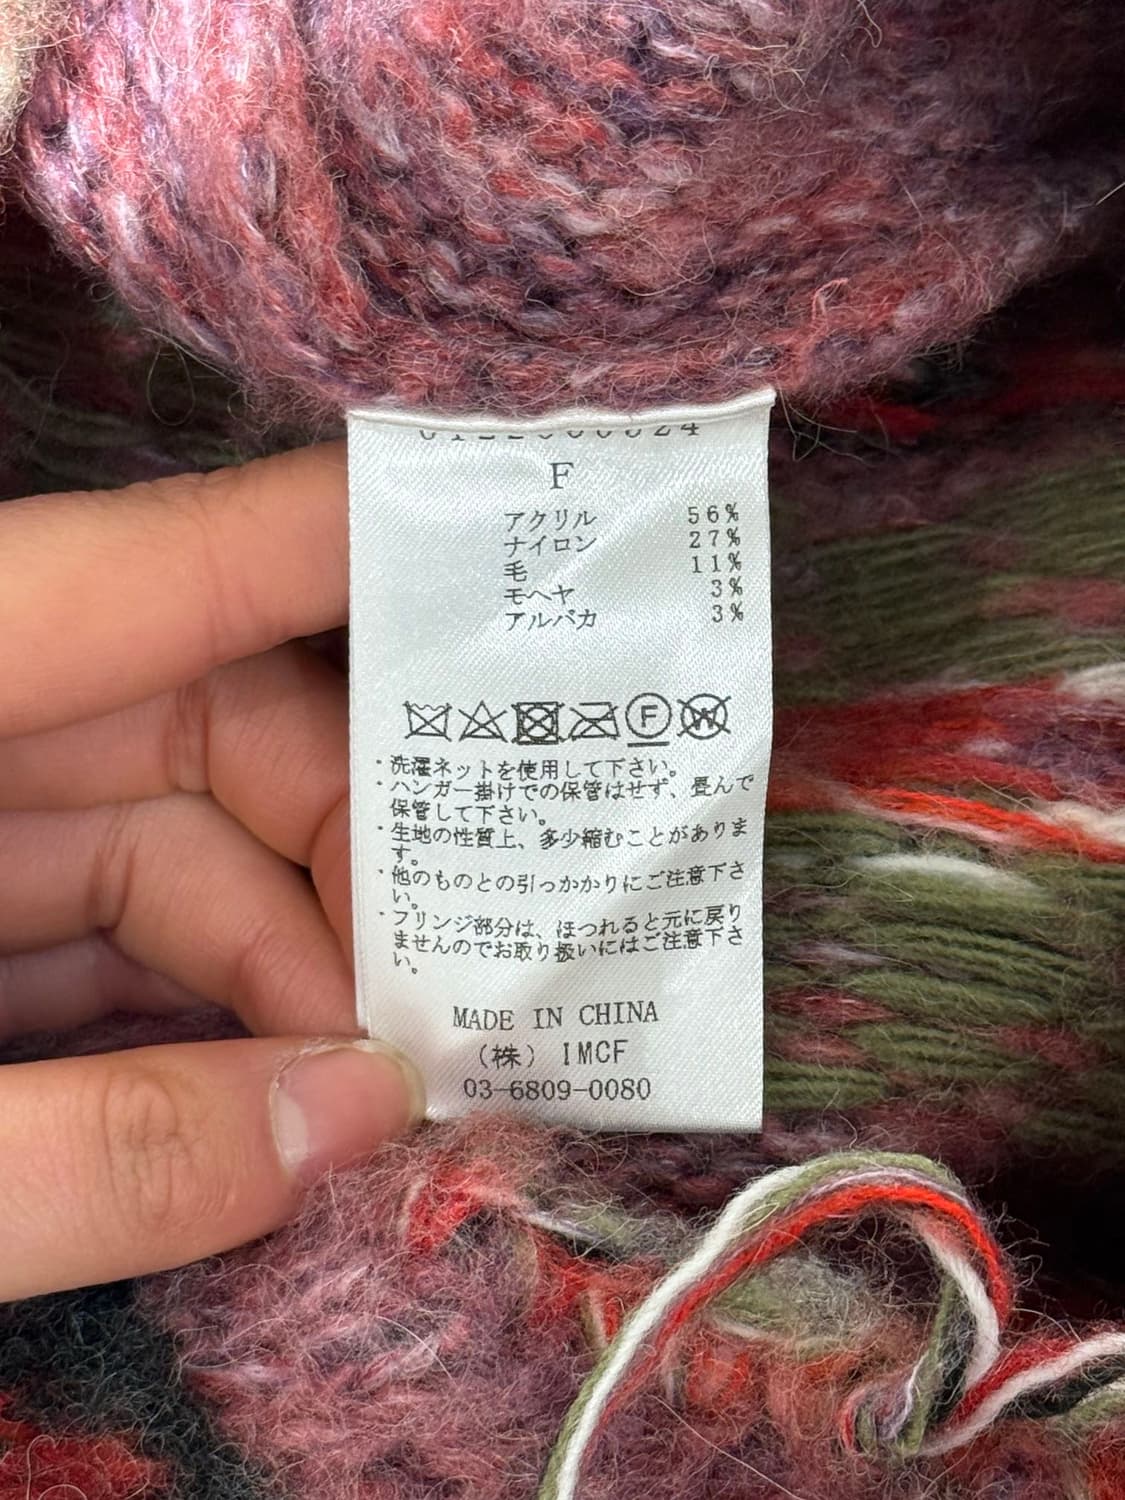 F
アクリル 56%
ナイロン 27%
毛 11%
モヘヤ 3%
アルパカ 3%
F W
・洗濯ネットを使用して下さい。
・ハンガー掛けでの保管はせず、畳んで
保管して下さい。
・生地の性質上、多少縮むことがありま
す。
・他のものとの引っかかりにご注意下さ
い。
・フリンジ部分は、ほつれると元に戻り
ませんのでお取り扱いにはご注意下さ
い。
MADE IN CHINA
(株) IMCF
03-6809-0080